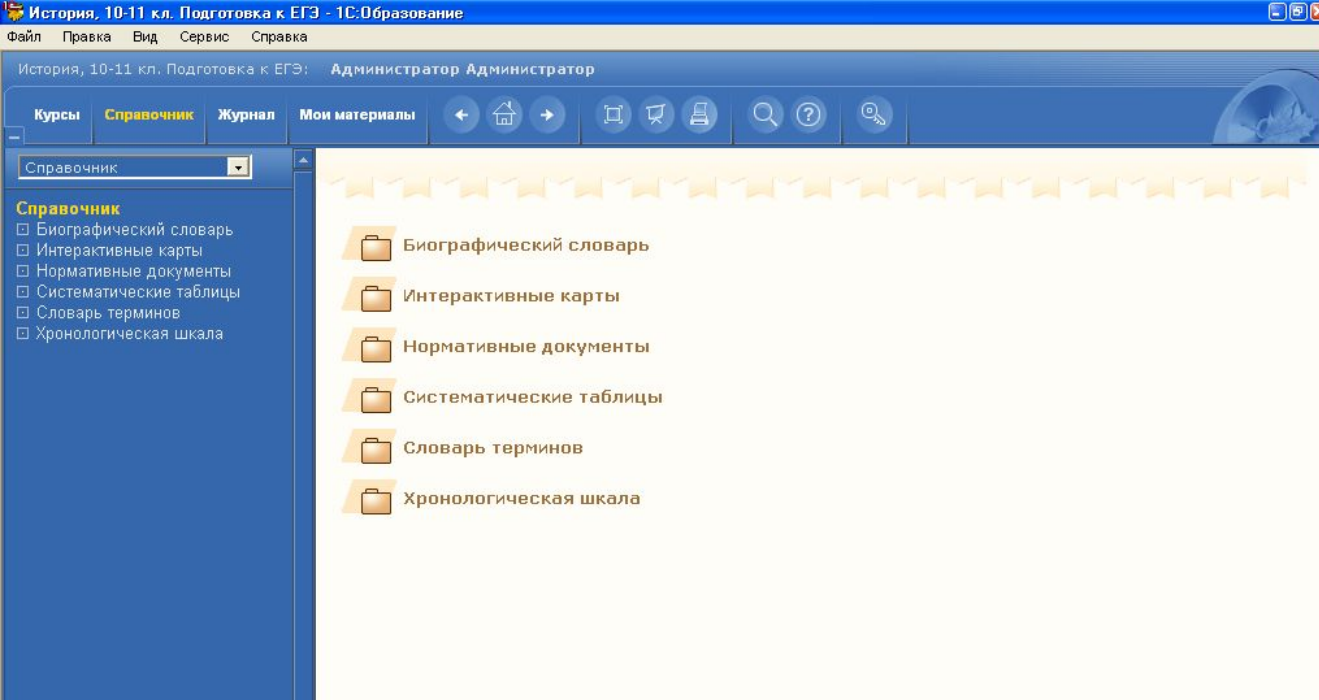 История, 10-11 кл. Подготовка к ЕГЭ - 1С:Образование
Файл Правка Вид Сервис Справка
История, 10-11 кл. Подготовка к ЕГЭ: Администратор Администратор
Курсы Справочник Журнал Мои материалы
Справочник
Справочник
Биографический словарь
Интерактивные карты
Нормативные документы
Систематические таблицы
Словарь терминов
Хронологическая шкала
Биографический словарь
Интерактивные карты
Нормативные документы
Систематические таблицы
Словарь терминов
Хронологическая шкала